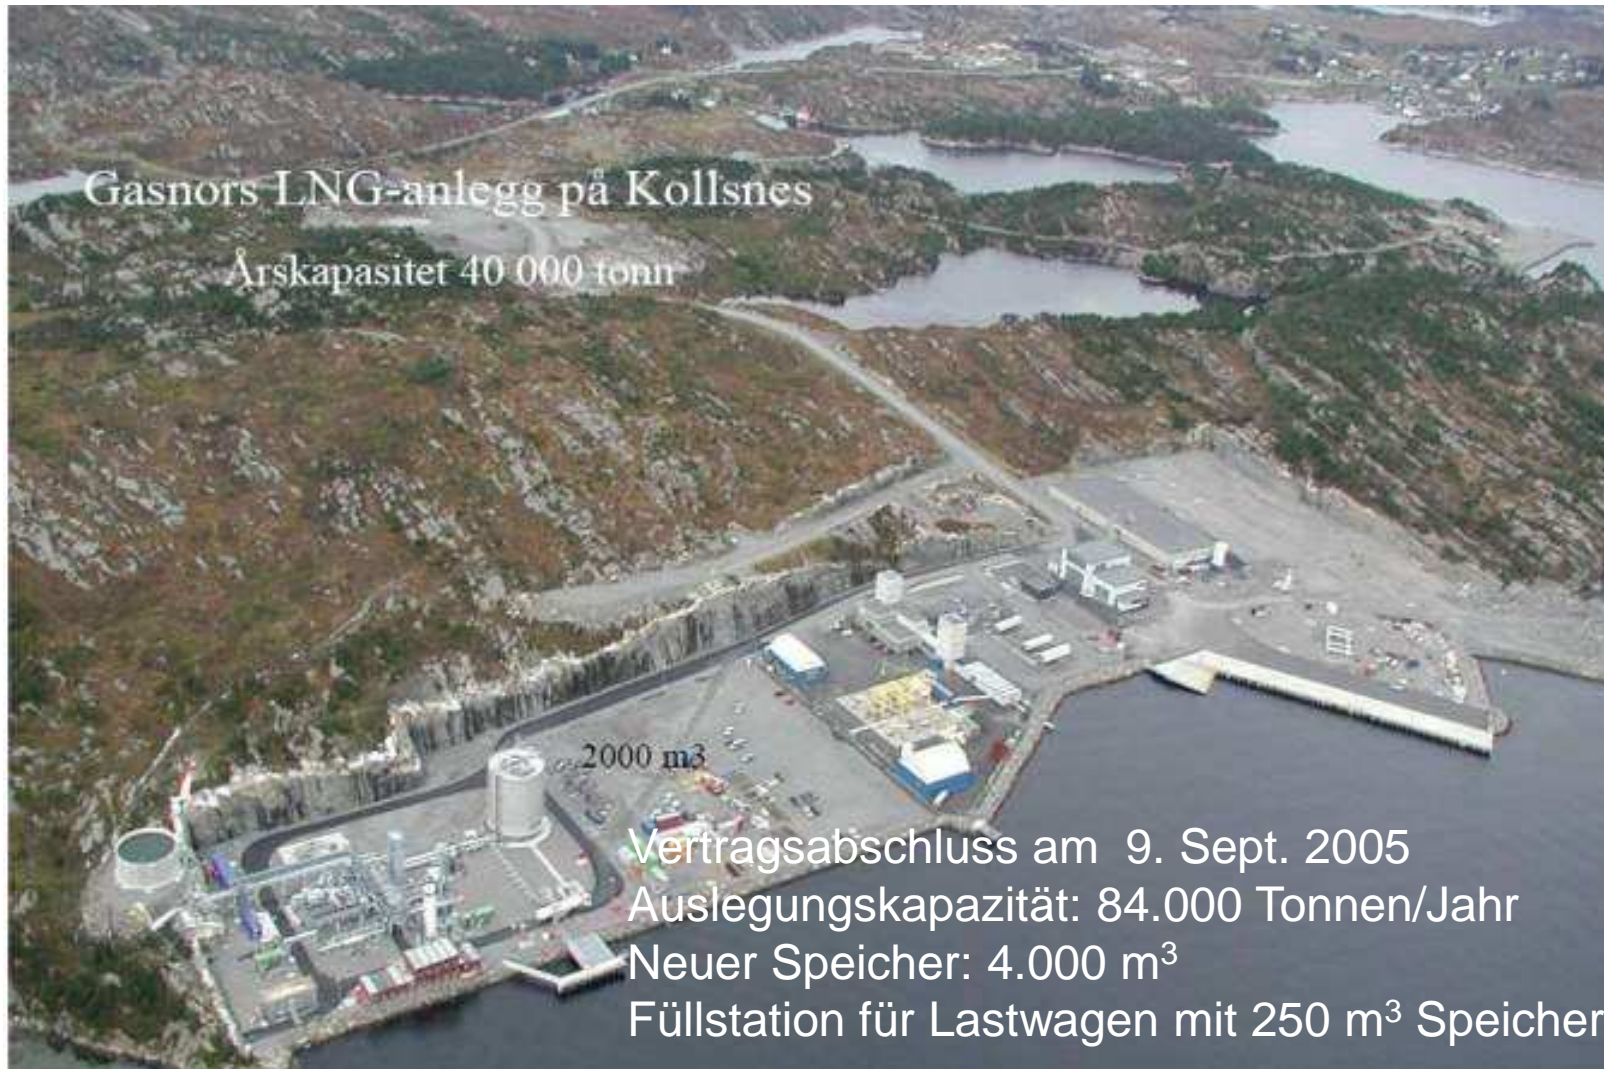 Gasnors LNG-anlegg på Kollsnes
Årskapasitet 40 000 tonn
2000 m3
Vertragsabschluss am 9. Sept. 2005
Auslegungskapazität: 84.000 Tonnen/Jahr
Neuer Speicher: 4.000 m³
Füllstation für Lastwagen mit 250 m³ Speicher